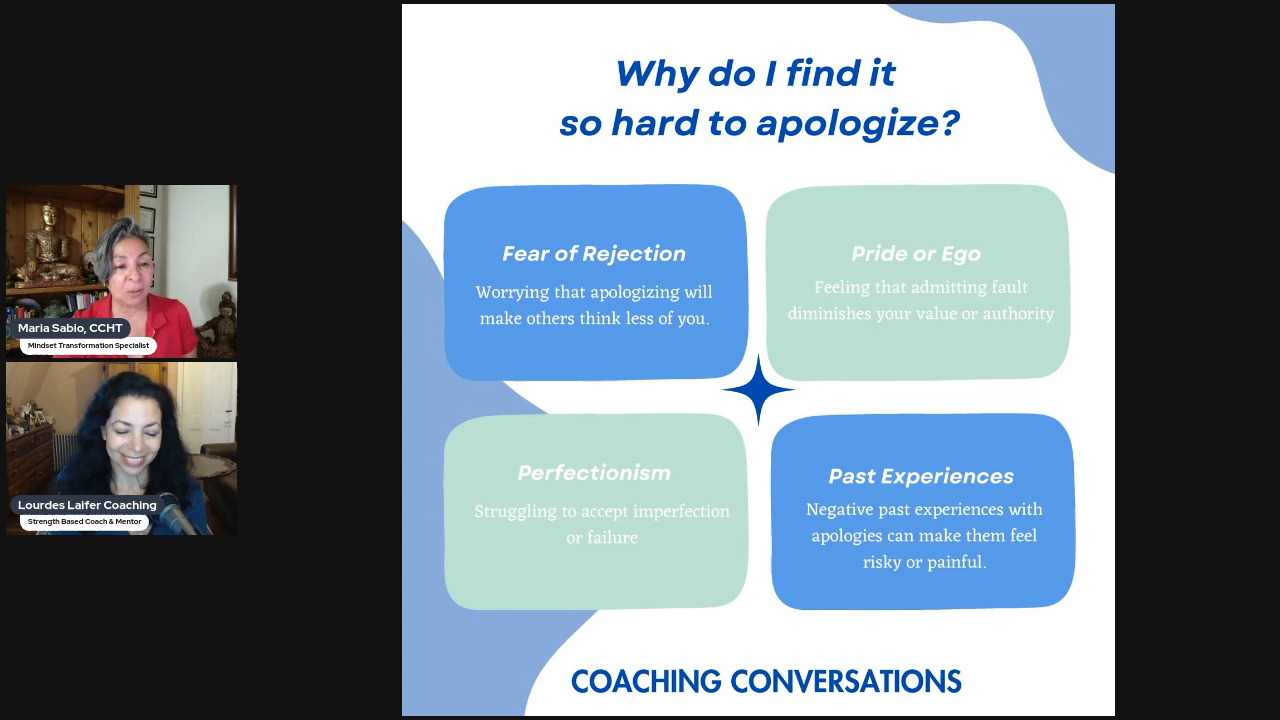 Why do I find it
so hard to apologize?
Fear of Rejection
Worrying that apologizing will
make others think less of you.
Pride or Ego
Feeling that admitting fault
diminishes your value or authority
Perfectionism
Struggling to accept imperfection
or failure
Past Experiences
Negative past experiences with
apologies can make them feel
risky or painful.
COACHING CONVERSATIONS
Maria Sabio, CCHT
Mindset Transformation Specialist
Lourdes Laifer Coaching
Strength Based Coach & Mentor